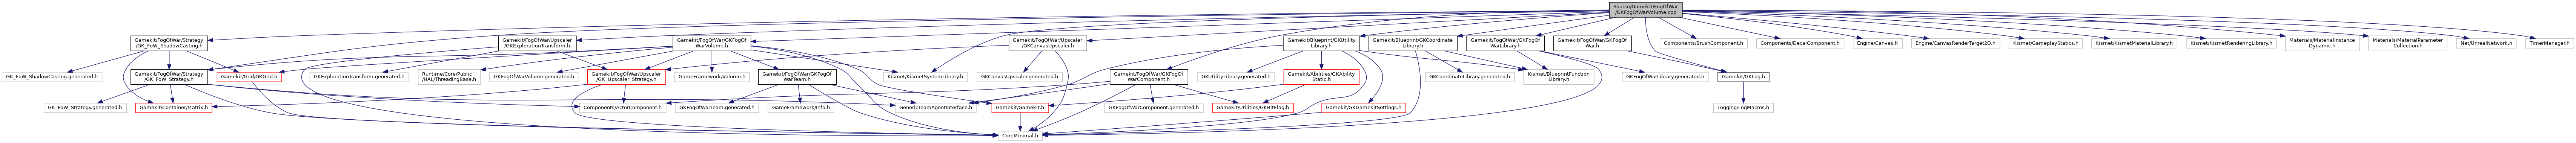 Source/Gamekit/FogOfWar
/GKFogOfWarVolume.cpp
Gamekit/FogOfWar/Strategy
/GK_FoW_ShadowCasting.h
Gamekit/FogOfWar/Upscaler
/GKExplorationTransform.h
Gamekit/FogOfWar/GKFogOf
WarVolume.h
Gamekit/FogOfWar/Upscaler
/GKCanvasUpscaler.h
Gamekit/Blueprint/GKUtility
Library.h
Gamekit/Blueprint/GKCoordinate
Library.h
Gamekit/FogOfWar/GKFogOf
WarLibrary.h
Gamekit/FogOfWar/GKFogOf
War.h
Components/BrushComponent.h
Components/DecalComponent.h
Engine/Canvas.h
Engine/CanvasRenderTarget2D.h
Kismet/GameplayStatics.h
Kismet/KismetMaterialLibrary.h
Kismet/KismetRenderingLibrary.h
Materials/MaterialInstance
Dynamic.h
Materials/MaterialParameter
Collection.h
Net/UnrealNetwork.h
TimerManager.h
GK_FoW_ShadowCasting.generated.h
Gamekit/FogOfWar/Strategy
/GK_FoW_Strategy.h
Gamekit/Grid/GKGrid.h
GKExplorationTransform.generated.h
Runtime/Core/Public
/HAL/ThreadingBase.h
GKFogOfWarVolume.generated.h
Gamekit/FogOfWar/Upscaler
/GK_Upscaler_Strategy.h
GameFramework/Volume.h
Gamekit/FogOfWar/GKFogOf
WarTeam.h
Kismet/KismetSystemLibrary.h
GKCanvasUpscaler.generated.h
Gamekit/FogOfWar/GKFogOf
WarComponent.h
GKUtilityLibrary.generated.h
Gamekit/Abilities/GKAbility
Static.h
GKCoordinateLibrary.generated.h
Kismet/BlueprintFunction
Library.h
GKFogOfWarLibrary.generated.h
Gamekit/GKLog.h
GK_FoW_Strategy.generated.h
Gamekit/Container/Matrix.h
Components/ActorComponent.h
GKFogOfWarTeam.generated.h
GameFramework/Info.h
GenericTeamAgentInterface.h
Gamekit/Gamekit.h
GKFogOfWarComponent.generated.h
Gamekit/Utilities/GKBitFlag.h
Gamekit/GKGamekitSettings.h
Logging/LogMacros.h
CoreMinimal.h